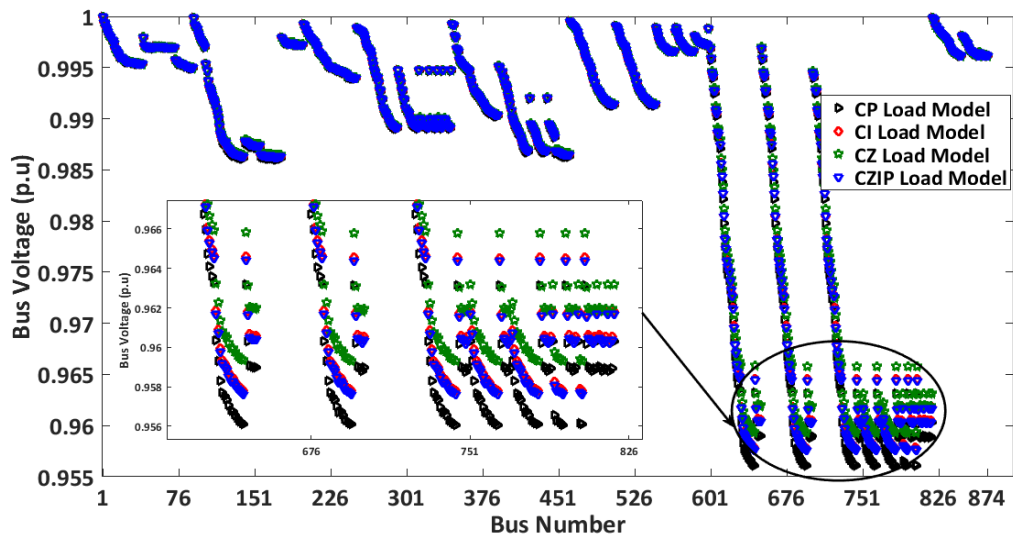 1
0.995
0.99
0.985
0.98
0.975
0.97
0.965
0.96
0.955
Bus Voltage (p.u)
1 76 151 226 301 376 451 526 601 676 751 826 874
Bus Number
CP Load Model
CI Load Model
CZ Load Model
CZIP Load Model
0.966
0.964
0.962
0.96
0.958
0.956
Bus Voltage (p.u)
676 751 826